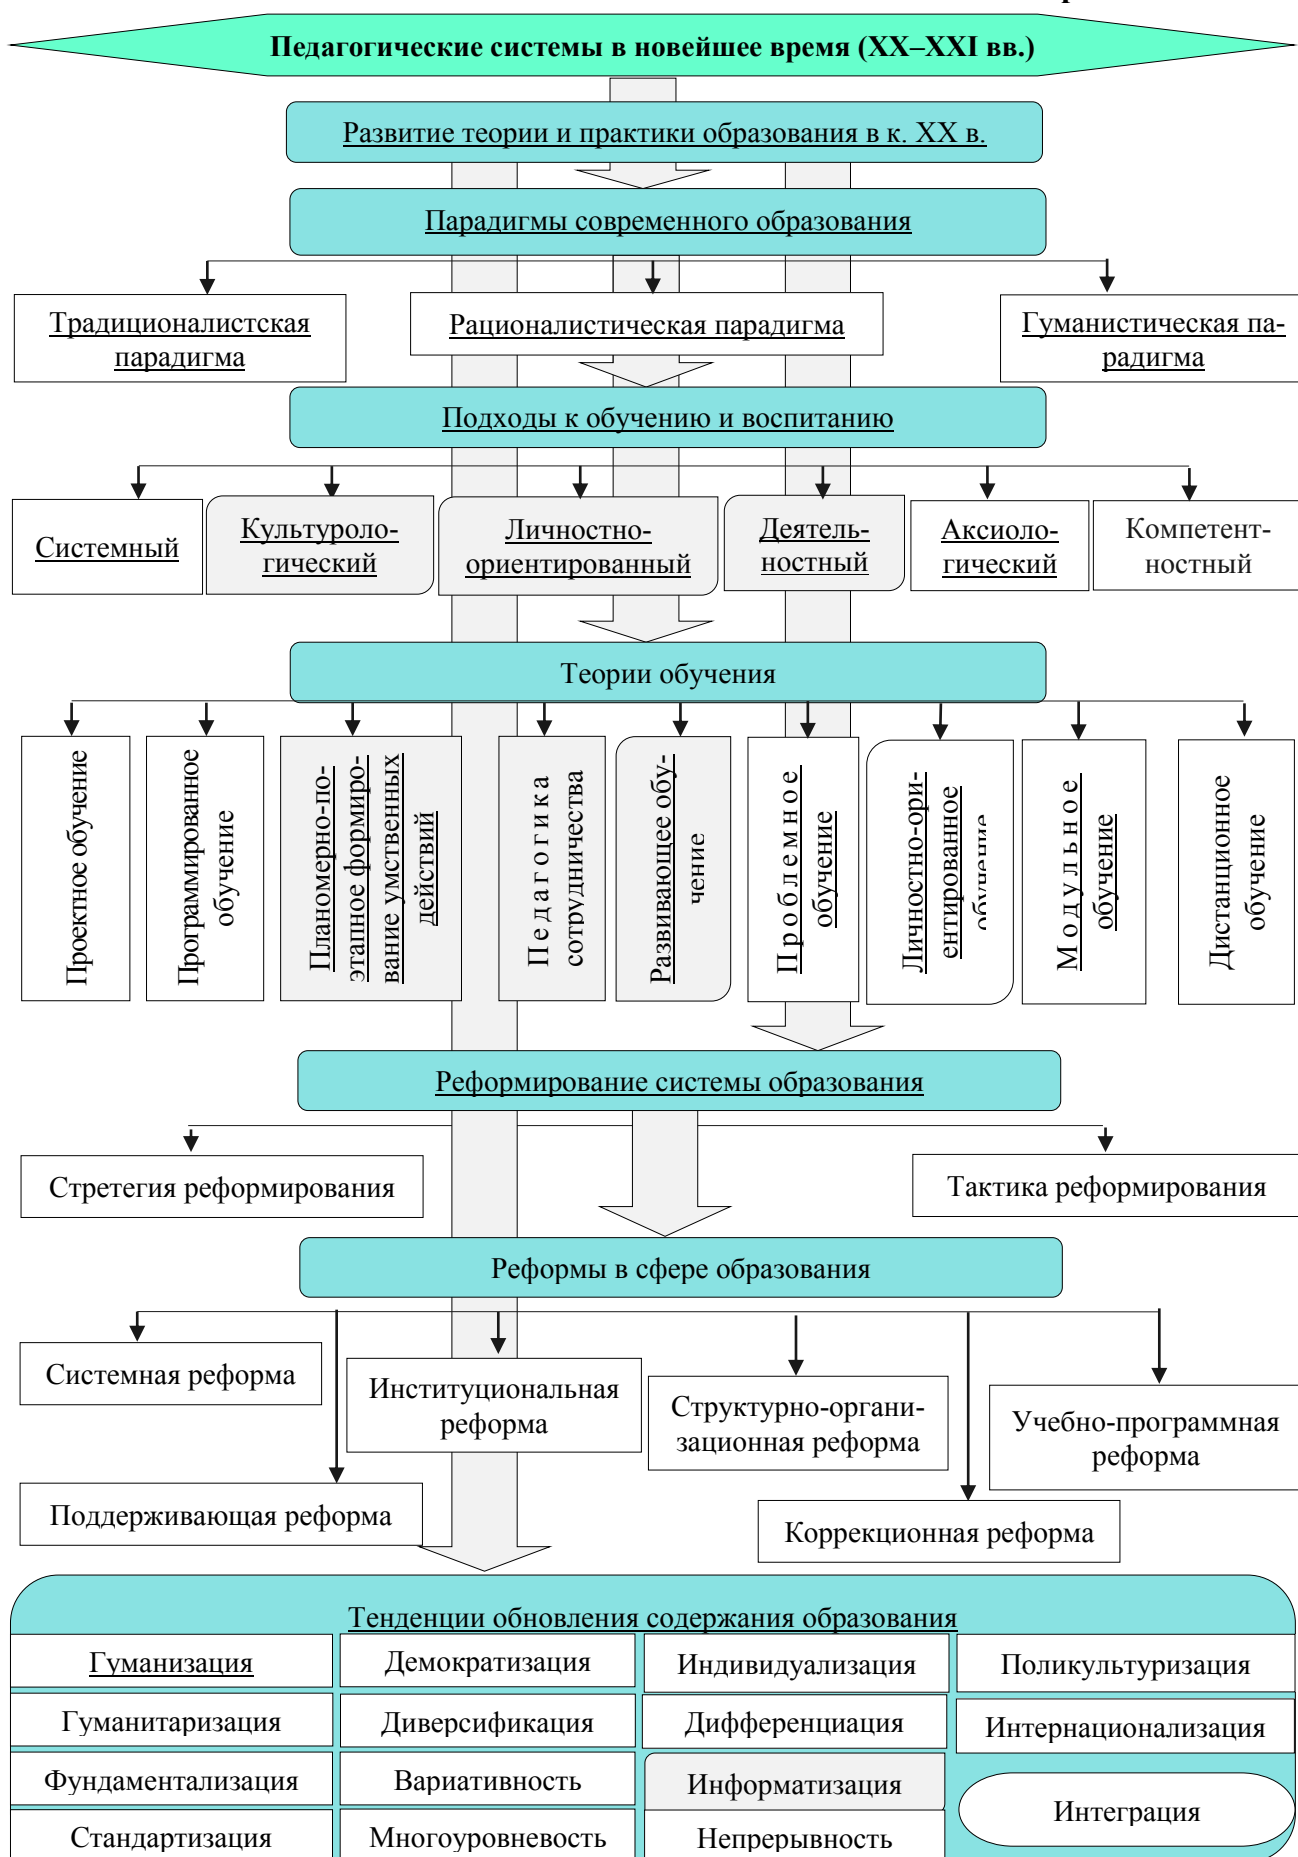 Педагогические системы в новейшее время (XX–XXI вв.)
Развитие теории и практики образования в к. XX в.
Парадигмы современного образования
Традиционалистская
парадигма
Рационалистическая парадигма
Гуманистическая па-
радигма
Подходы к обучению и воспитанию
Системный
Культуроло-
гический
Личностно-
ориентированный
Деятель-
ностный
Аксиоло-
гический
Компетент-
ностный
Теории обучения
Проектное обучение
Программированное
обучение
Планомерно-по-
этапное формиро-
вание умственных
действий
Педагогика
сотрудничества
Развивающее обу-
чение
Проблемное
обучение
Личностно-ори-
ентированное
обучение
Модульное
обучение
Дистанционное
обучение
Реформирование системы образования
Стретегия реформирования
Тактика реформирования
Реформы в сфере образования
Системная реформа
Институциональная
реформа
Структурно-органи-
зационная реформа
Учебно-программная
реформа
Поддерживающая реформа
Коррекционная реформа
Тенденции обновления содержания образования
Гуманизация
Демократизация
Индивидуализация
Поликультуризация
Гуманитаризация
Диверсификация
Дифференциация
Интернационализация
Фундаментализация
Вариативность
Информатизация
Интеграция
Стандартизация
Многоуровневость
Непрерывность